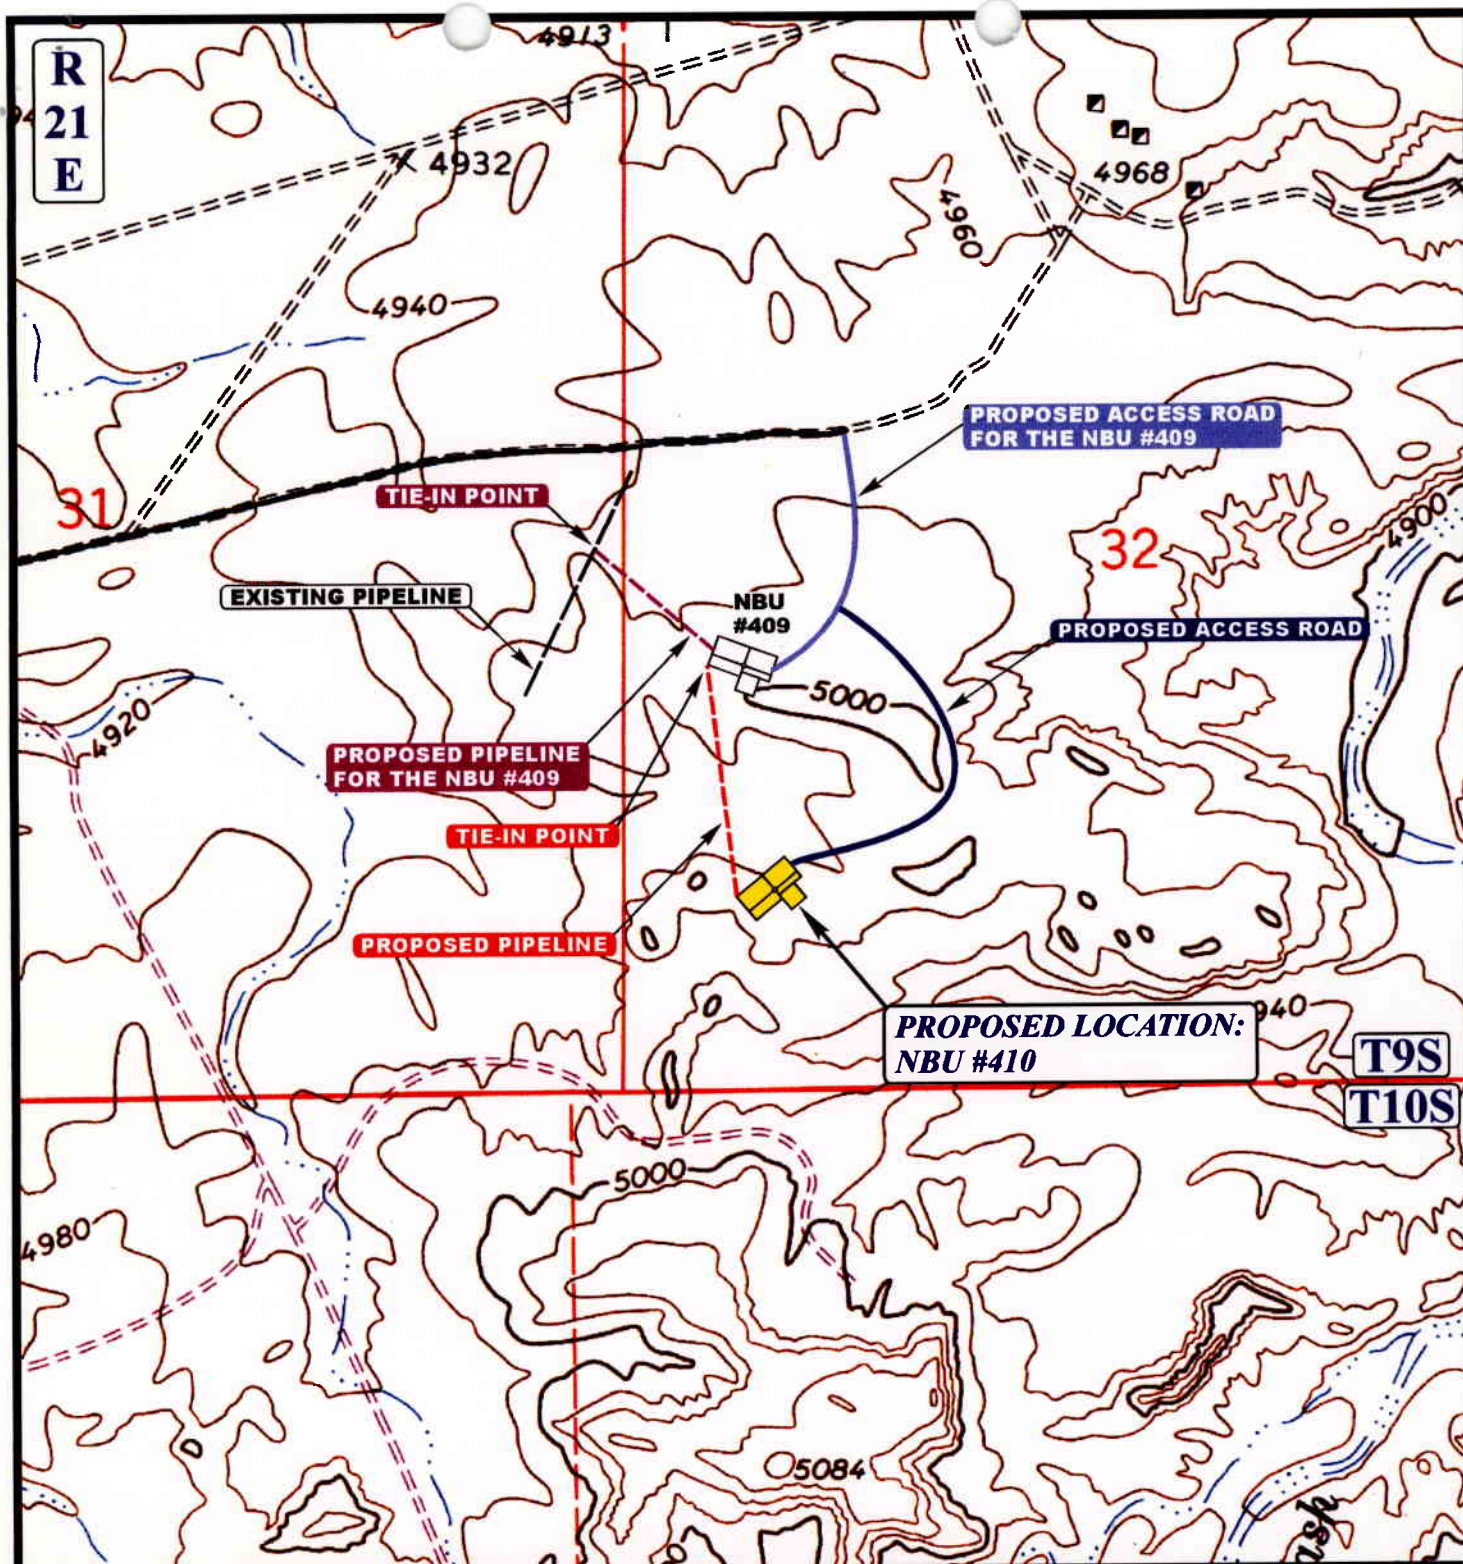 4913
R
21
E
4932
4968
4960
4940
PROPOSED ACCESS ROAD
FOR THE NBU #409
TIE-IN POINT
31
4900
32
EXISTING PIPELINE
NBU
#409
PROPOSED ACCESS ROAD
5000
4920
PROPOSED PIPELINE
FOR THE NBU #409
TIE-IN POINT
PROPOSED PIPELINE
PROPOSED LOCATION:
NBU #410
940
T9S
T10S
5000
4980
5084